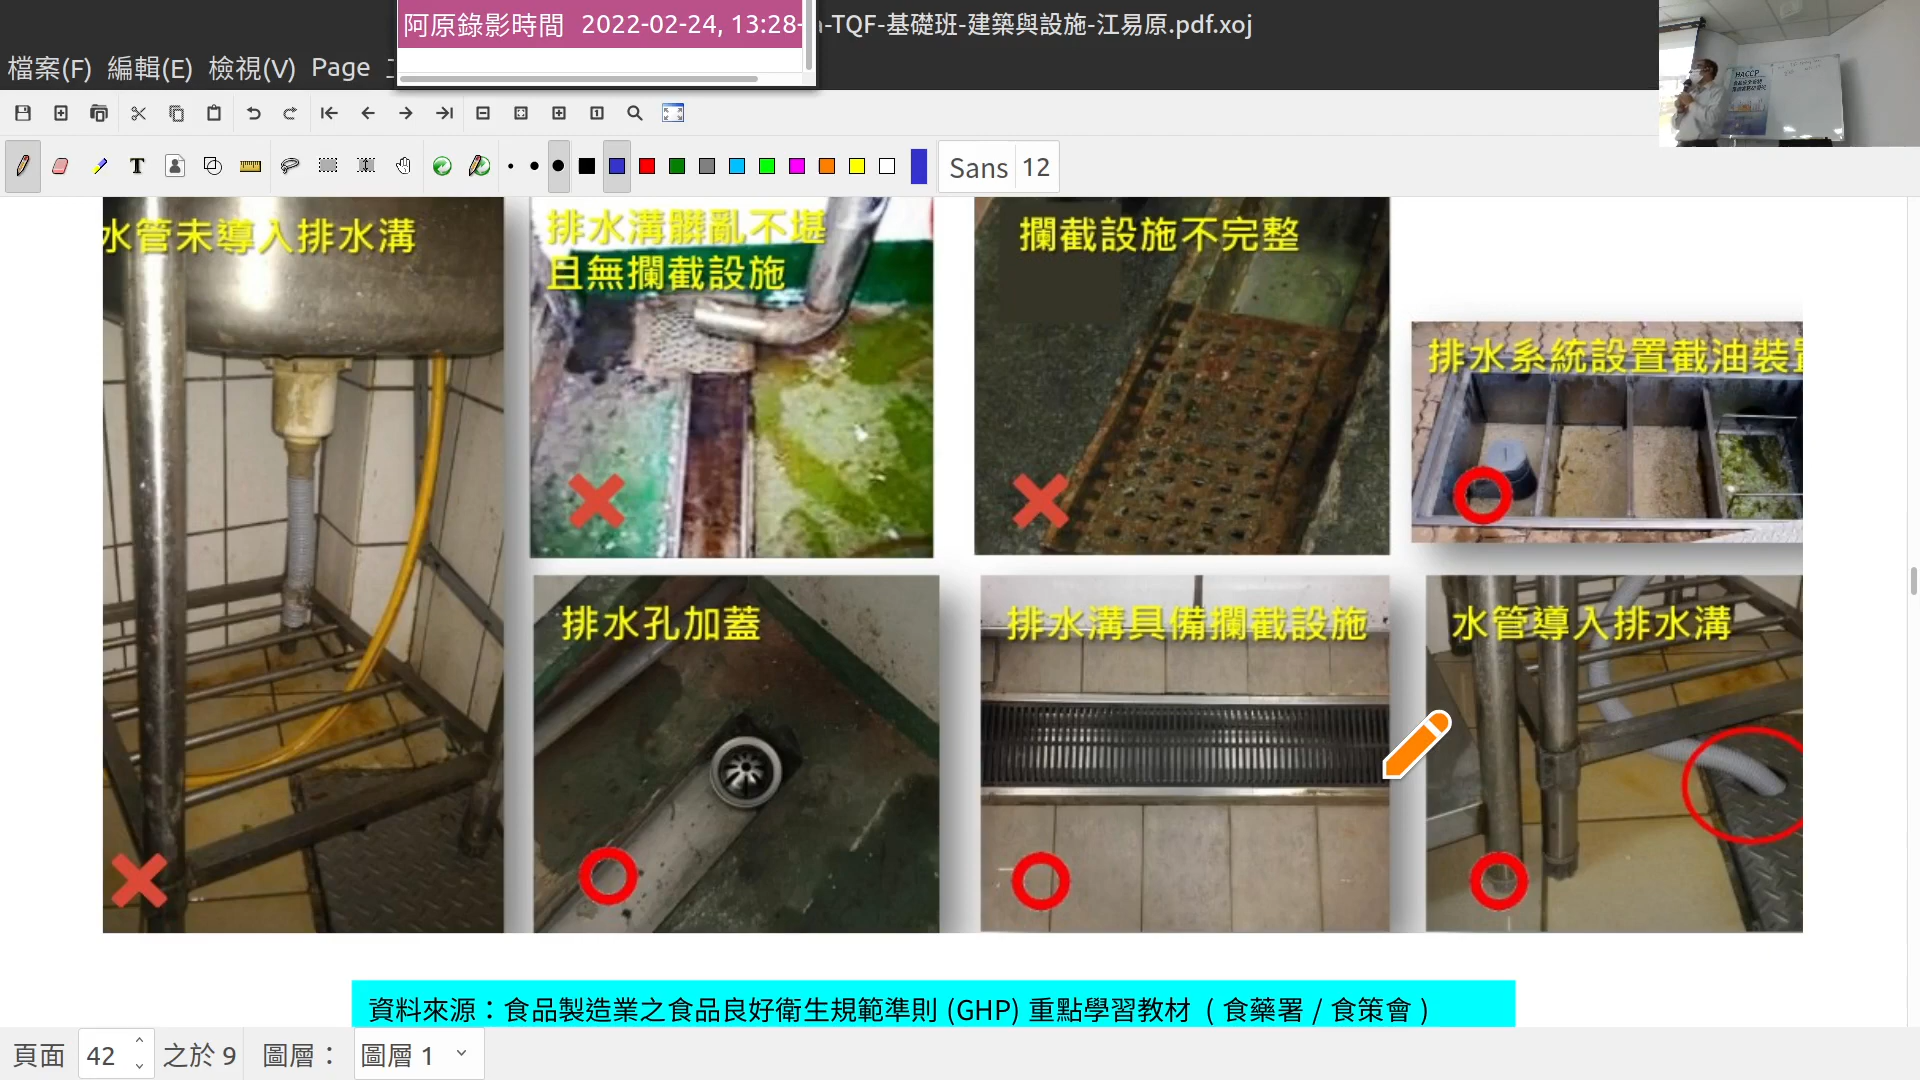 阿原錄影時間 2022-02-24, 13:28-
-TQF-基礎班-建築與設施-江易原.pdf.xoj
檔案(F) 編輯(E) 檢視(V) Page
T
Sans 12
HACCP
水管未導入排水溝
排水溝髒亂不堪
且無攔截設施
攔截設施不完整
排水系統設置截油裝
排水孔加蓋
排水溝具備攔截設施
水管導入排水溝
資料來源：食品製造業之食品良好衛生規範準則 (GHP) 重點學習教材 ( 食藥署 / 食策會 )
頁面 42 之於 9 圖層： 圖層 1